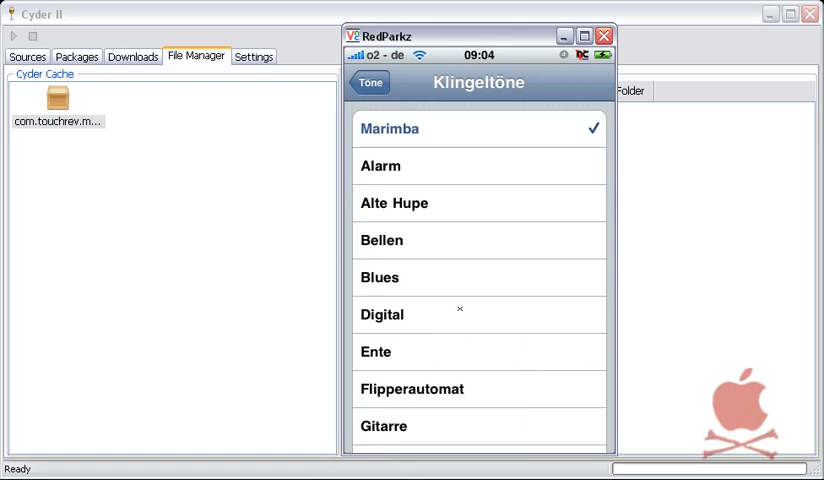 Cyder II
Sources
Packages
Downloads
File Manager
Settings
Cyder Cache
com.touchrev.m...
RedParkz
o2 - de
09:04
Töne
Klingeltöne
Marimba
Alarm
Alte Hupe
Bellen
Blues
Digital
Ente
Flipperautomat
Gitarre
Folder
Ready